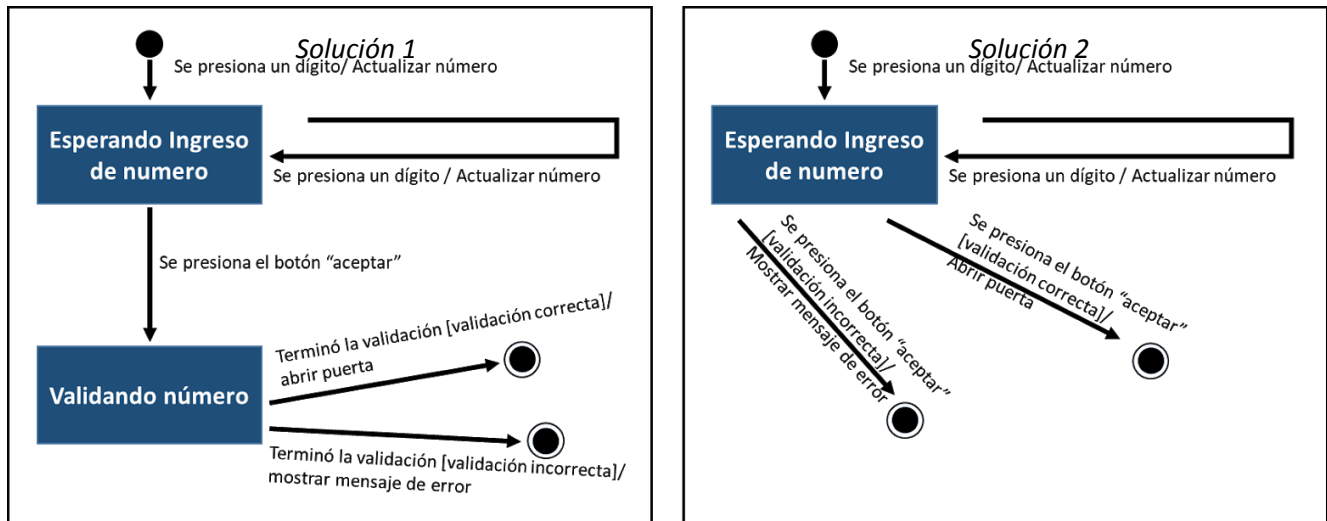 Solución 1
Se presiona un dígito/ Actualizar número
Esperando Ingreso
de numero
Se presiona un dígito / Actualizar número
Se presiona el botón “aceptar”
Validando número
Terminó la validación [validación correcta]/
abrir puerta
Terminó la validación [validación incorrecta]/
mostrar mensaje de error
Solución 2
Se presiona un dígito/ Actualizar número
Esperando Ingreso
de numero
Se presiona un dígito / Actualizar número
Se presiona el botón “aceptar”
[validación incorrecta]/
Mostrar mensaje de error
Se presiona el botón “aceptar”
[validación correcta]/
Abrir puerta